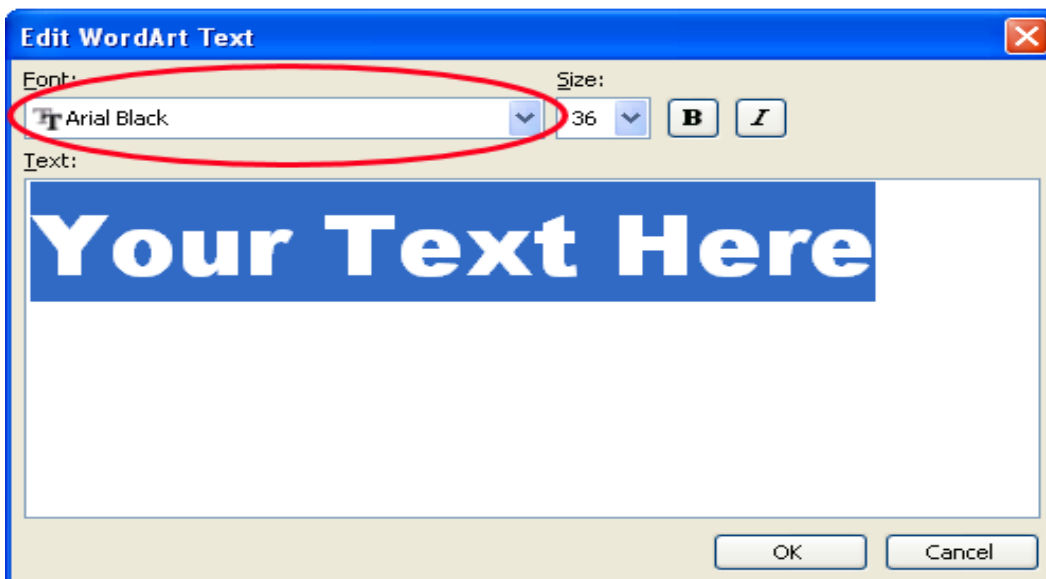 Edit WordArt Text
Font: Size:
Arial Black 36 B I
Text:
Your Text Here
OK Cancel